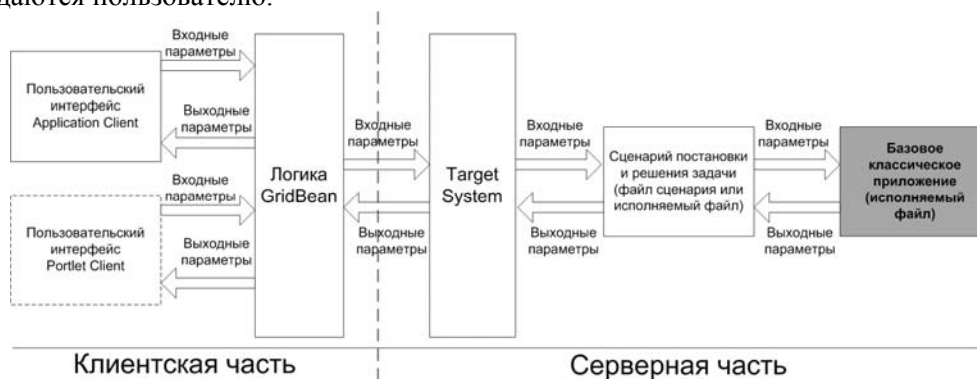 даются пользователю.
Входные
параметры
Пользовательский
интерфейс
Application Client
Выходные
параметры
Входные
параметры
Пользовательский
интерфейс
Portlet Client
Выходные
параметры
Логика
GridBean
Входные
параметры
Выходные
параметры
Target
System
Входные
параметры
Выходные
параметры
Сценарий постановки
и решения задачи
(файл сценария или
исполняемый файл)
Входные
параметры
Выходные
параметры
Базовое
классическое
приложение
(исполняемый
файл)
Клиентская часть
Серверная часть